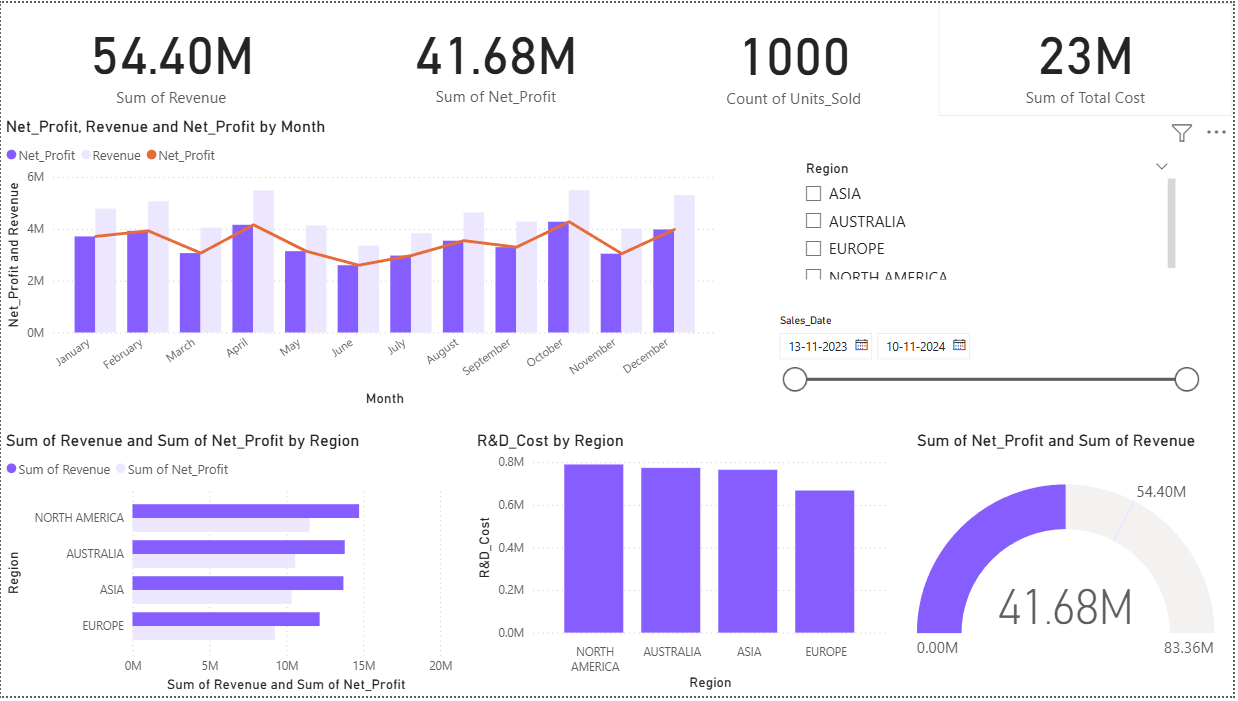 54.40M
Sum of Revenue
41.68M
Sum of Net_Profit
1000
Count of Units_Sold
23M
Sum of Total Cost
Net_Profit, Revenue and Net_Profit by Month
Net_Profit Revenue Net_Profit
Net_Profit and Revenue
6M
4M
2M
0M
January
February
March
April
May
June
July
August
September
October
November
December
Month
Region
ASIA
AUSTRALIA
EUROPE
NORTH AMERICA
Sales_Date
13-11-2023
10-11-2024
Sum of Revenue and Sum of Net_Profit by Region
Sum of Revenue Sum of Net_Profit
Region
NORTH AMERICA
AUSTRALIA
ASIA
EUROPE
0M 5M 10M 15M 20M
Sum of Revenue and Sum of Net_Profit
R&D_Cost by Region
R&D_Cost
0.8M
0.6M
0.4M
0.2M
0.0M
NORTH
AMERICA
AUSTRALIA
ASIA
EUROPE
Region
Sum of Net_Profit and Sum of Revenue
54.40M
41.68M
0.00M
83.36M